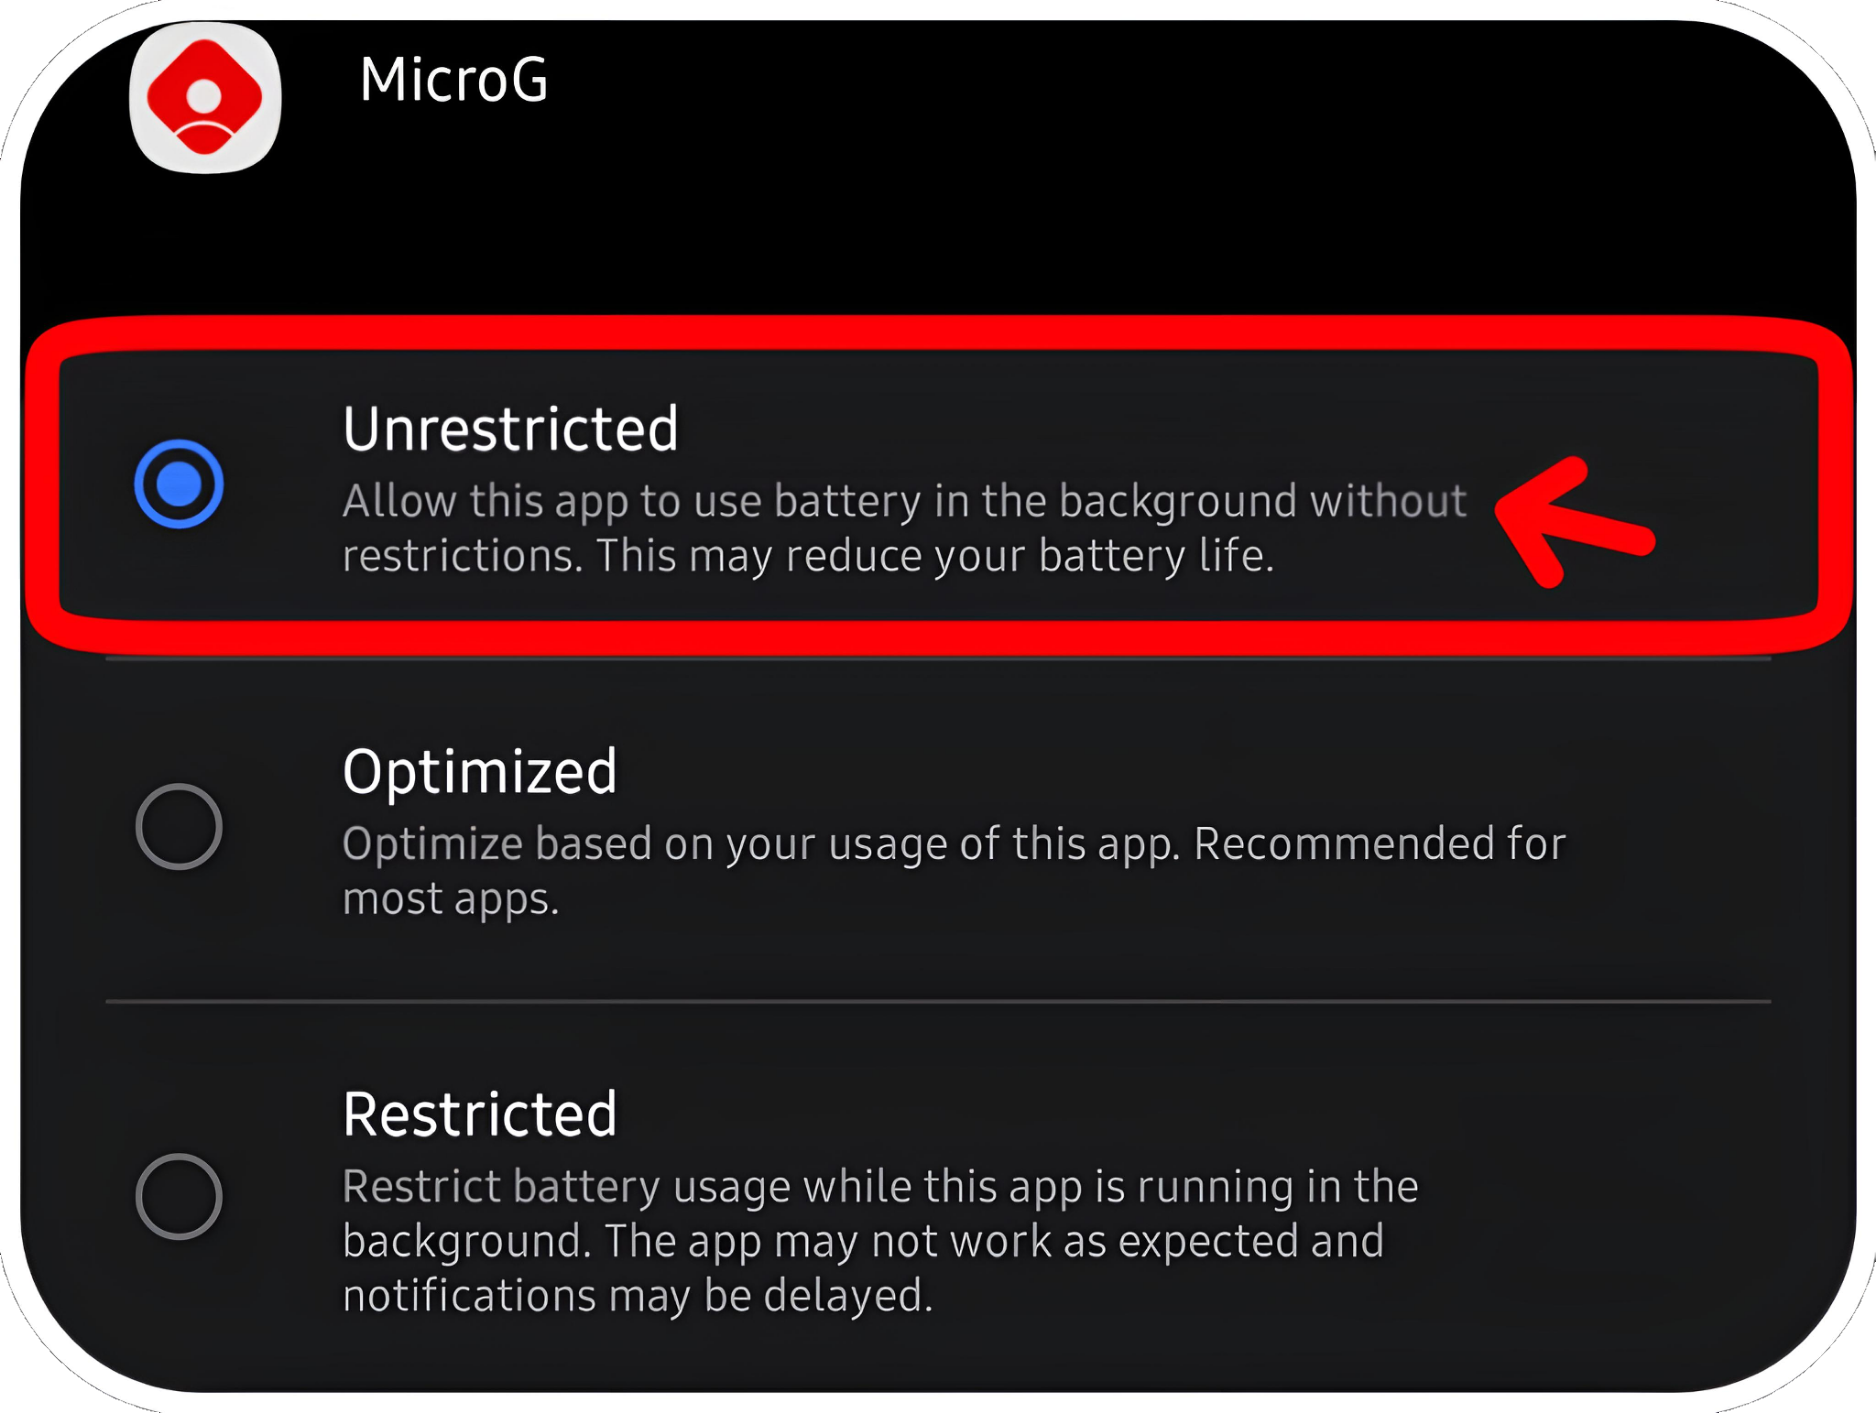 MicroG
Unrestricted
Allow this app to use battery in the background without
restrictions. This may reduce your battery life.
Optimized
Optimize based on your usage of this app. Recommended for
most apps.
Restricted
Restrict battery usage while this app is running in the
background. The app may not work as expected and
notifications may be delayed.